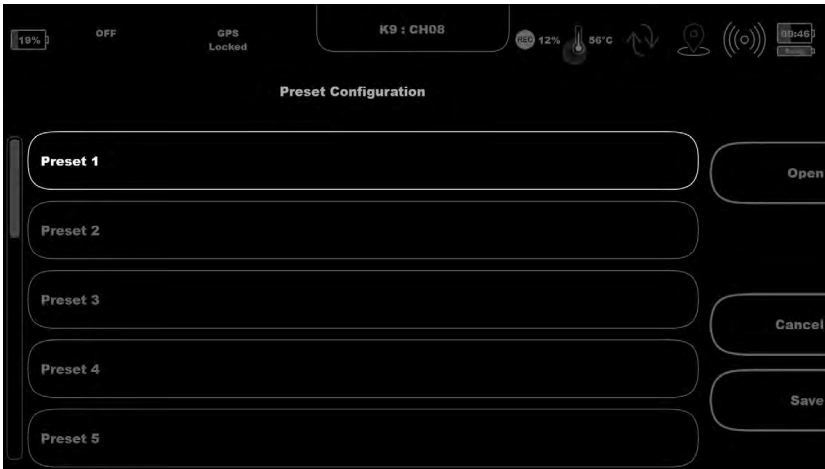 19%
OFF
GPS
Locked
K9 : CH08
REC
12%
56°C
00:46
Preset Configuration
Preset 1
Open
Preset 2
Preset 3
Cancel
Preset 4
Save
Preset 5